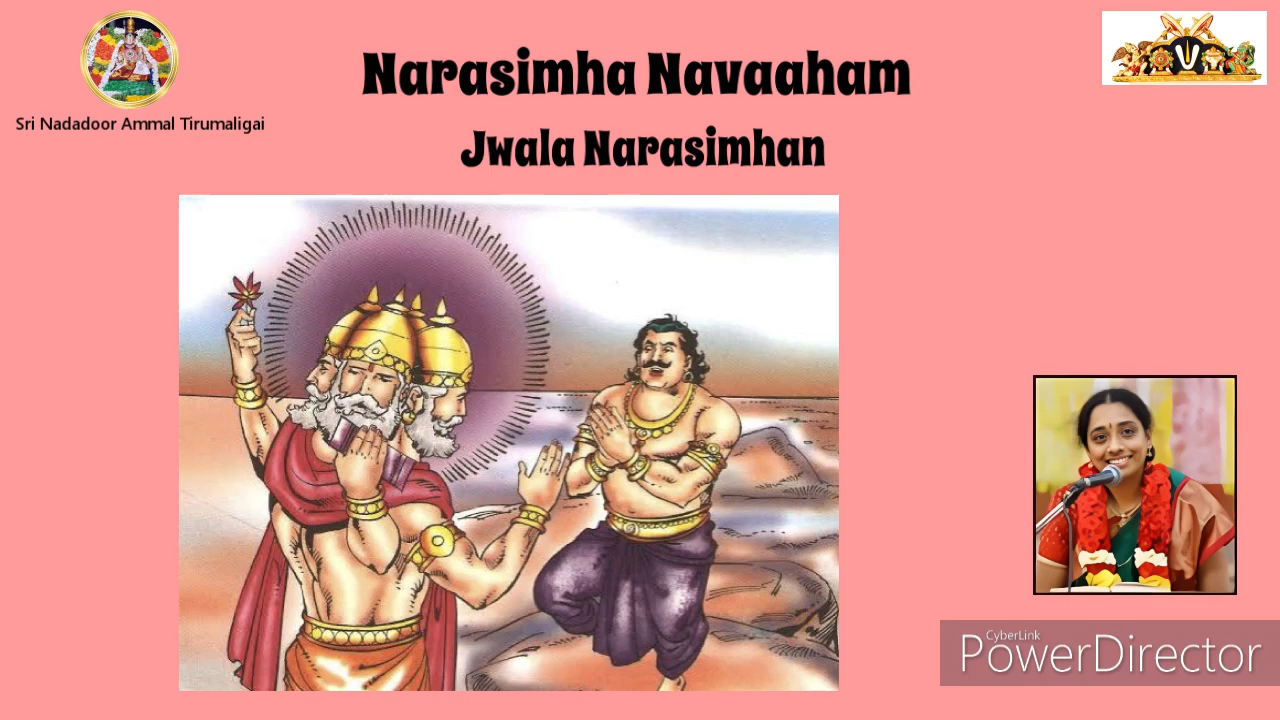 Narasimha Navaaham
Sri Nadadoor Ammal Tirumaligai
Jwala Narasimhan
CyberLink
PowerDirector